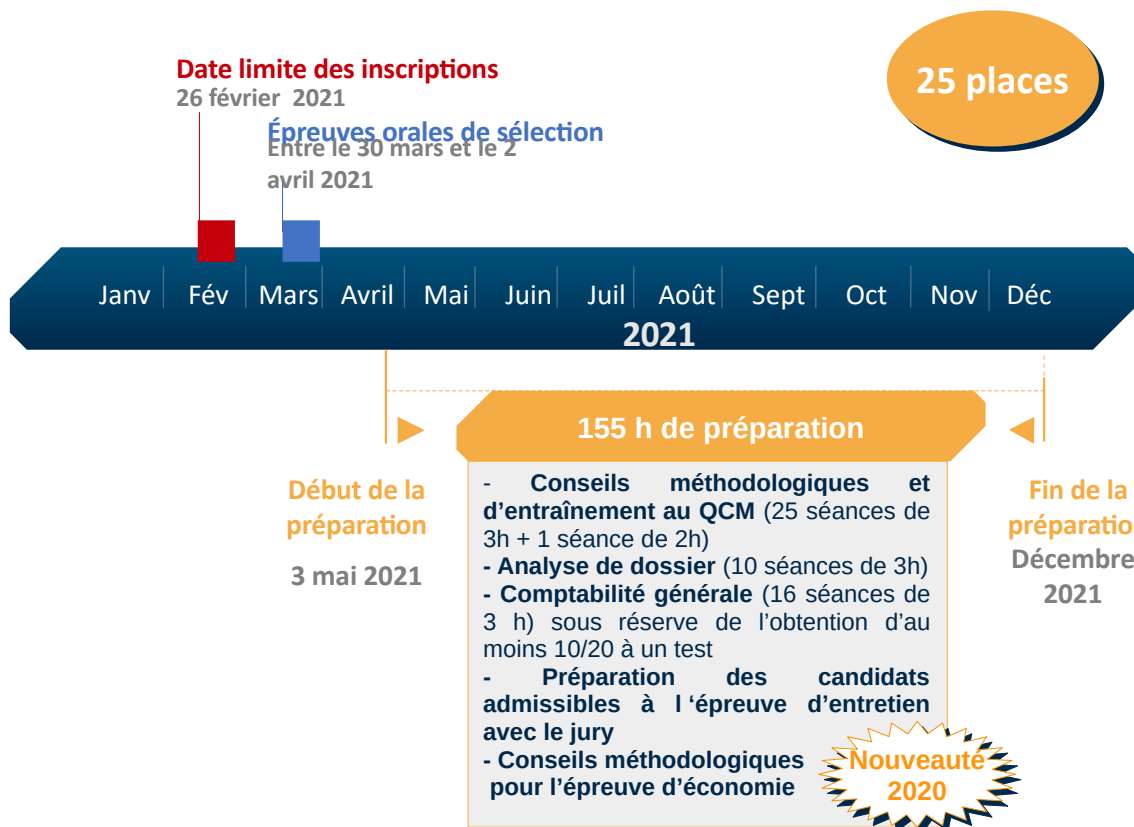 25 places
Date limite des inscriptions
26 février 2021
Épreuves orales de sélection
Entre le 30 mars et le 2
avril 2021
Janv Fév Mars Avril Mai Juin Juil Août Sept Oct Nov Déc
2021
155 h de préparation
Début de la
préparation
3 mai 2021
- Conseils méthodologiques et
d'entraînement au QCM (25 séances de
3h + 1 séance de 2h)
- Analyse de dossier (10 séances de 3h)
- Comptabilité générale (16 séances de
3 h) sous réserve de l'obtention d'au
moins 10/20 à un test
- Préparation des candidats
admissibles à l 'épreuve d'entretien
avec le jury
- Conseils méthodologiques
pour l'épreuve d'économie
Nouveauté
2020
Fin de la
préparatio
Décembre
2021